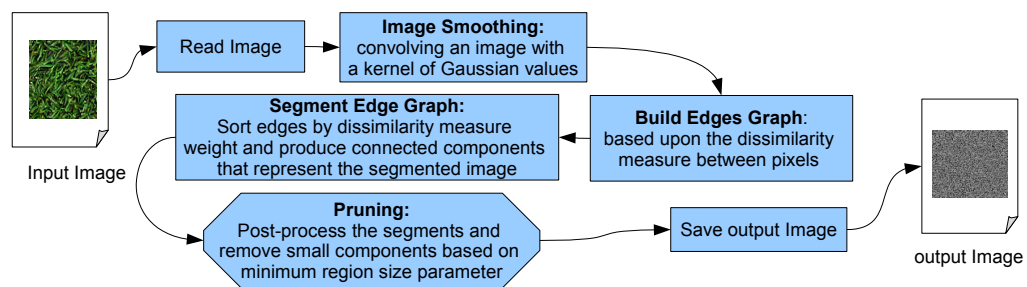 Input Image
Read Image
Image Smoothing:
convolving an image with
a kernel of Gaussian values
Build Edges Graph:
based upon the dissimilarity
measure between pixels
Segment Edge Graph:
Sort edges by dissimilarity measure
weight and produce connected components
that represent the segmented image
Pruning:
Post-process the segments and
remove small components based on
minimum region size parameter
Save output Image
output Image